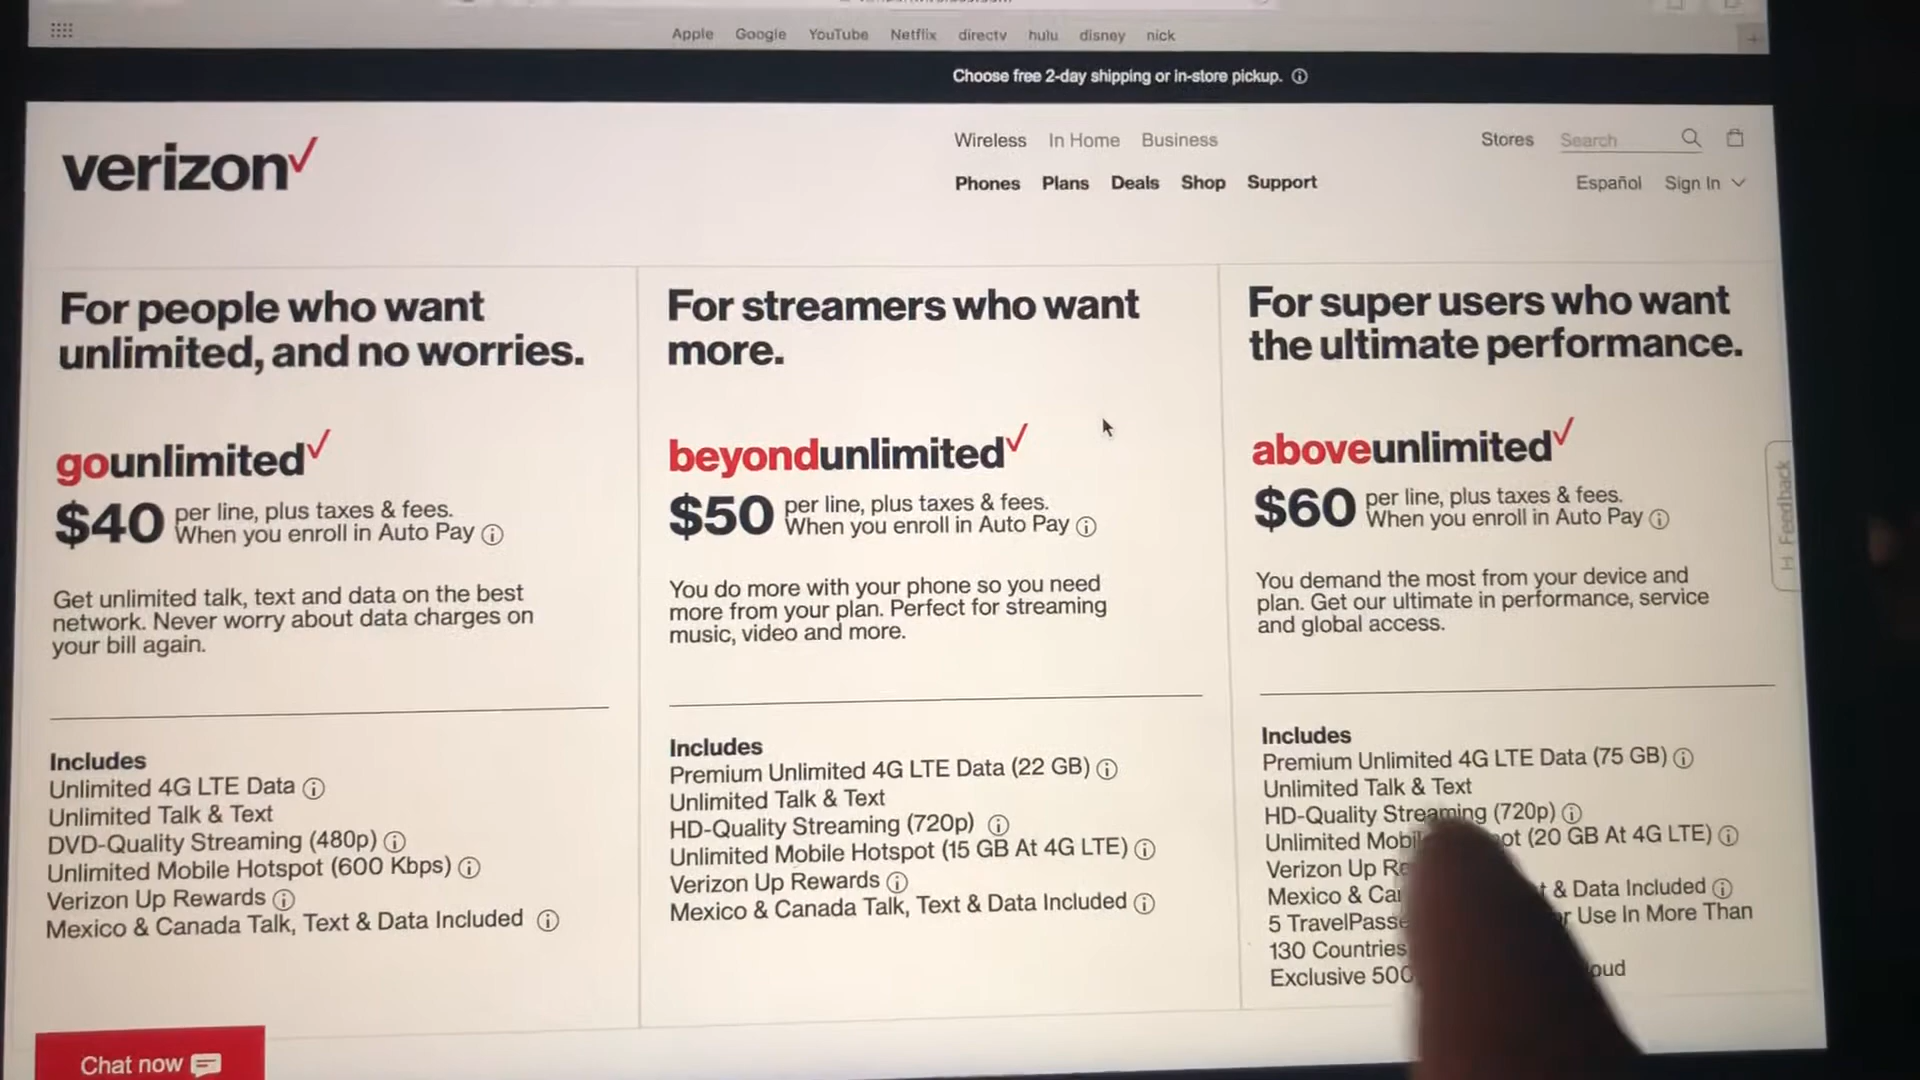 Apple Google YouTube Netflix directv hulu disney nick
Choose free 2-day shipping or in-store pickup.
verizon
Wireless In Home Business
Stores Search
Phones Plans Deals Shop Support
Español Sign In
For people who want
unlimited, and no worries.
gounlimited
$40 per line, plus taxes & fees.
When you enroll in Auto Pay
Get unlimited talk, text and data on the best
network. Never worry about data charges on
your bill again.
Includes
Unlimited 4G LTE Data
Unlimited Talk & Text
DVD-Quality Streaming (480p)
Unlimited Mobile Hotspot (600 Kbps)
Verizon Up Rewards
Mexico & Canada Talk, Text & Data Included
For streamers who want
more.
beyondunlimited
$50 per line, plus taxes & fees.
When you enroll in Auto Pay
You do more with your phone so you need
more from your plan. Perfect for streaming
music, video and more.
Includes
Premium Unlimited 4G LTE Data (22 GB)
Unlimited Talk & Text
HD-Quality Streaming (720p)
Unlimited Mobile Hotspot (15 GB At 4G LTE)
Verizon Up Rewards
Mexico & Canada Talk, Text & Data Included
For super users who want
the ultimate performance.
aboveunlimited
$60 per line, plus taxes & fees.
When you enroll in Auto Pay
You demand the most from your device and
plan. Get our ultimate in performance, service
and global access.
Includes
Premium Unlimited 4G LTE Data (75 GB)
Unlimited Talk & Text
HD-Quality Streaming (720p)
Unlimited (20 GB At 4G LTE)
Verizon Up
Mexico & & Data Included
5 Use In More Than
130 Countries
Exclusive
Feedback
Chat now